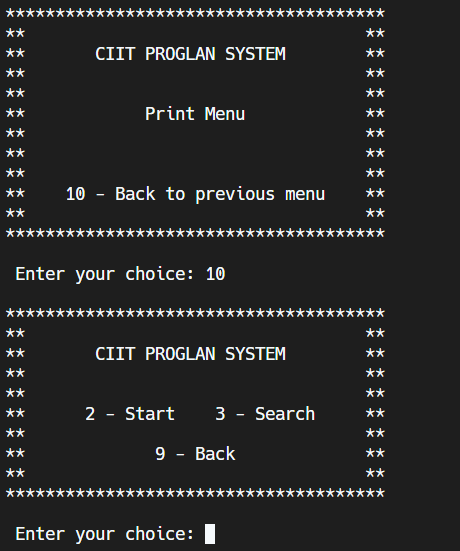 **************************************
**                                  **
**       CIIT PROGLAN SYSTEM        **
**                                  **
**                                  **
**            Print Menu            **
**                                  **
**                                  **
**                                  **
**    10 - Back to previous menu    **
**                                  **
**************************************
Enter your choice: 10
**************************************
**                                  **
**       CIIT PROGLAN SYSTEM        **
**                                  **
**                                  **
**      2 - Start    3 - Search     **
**                                  **
**             9 - Back             **
**                                  **
**************************************
Enter your choice: